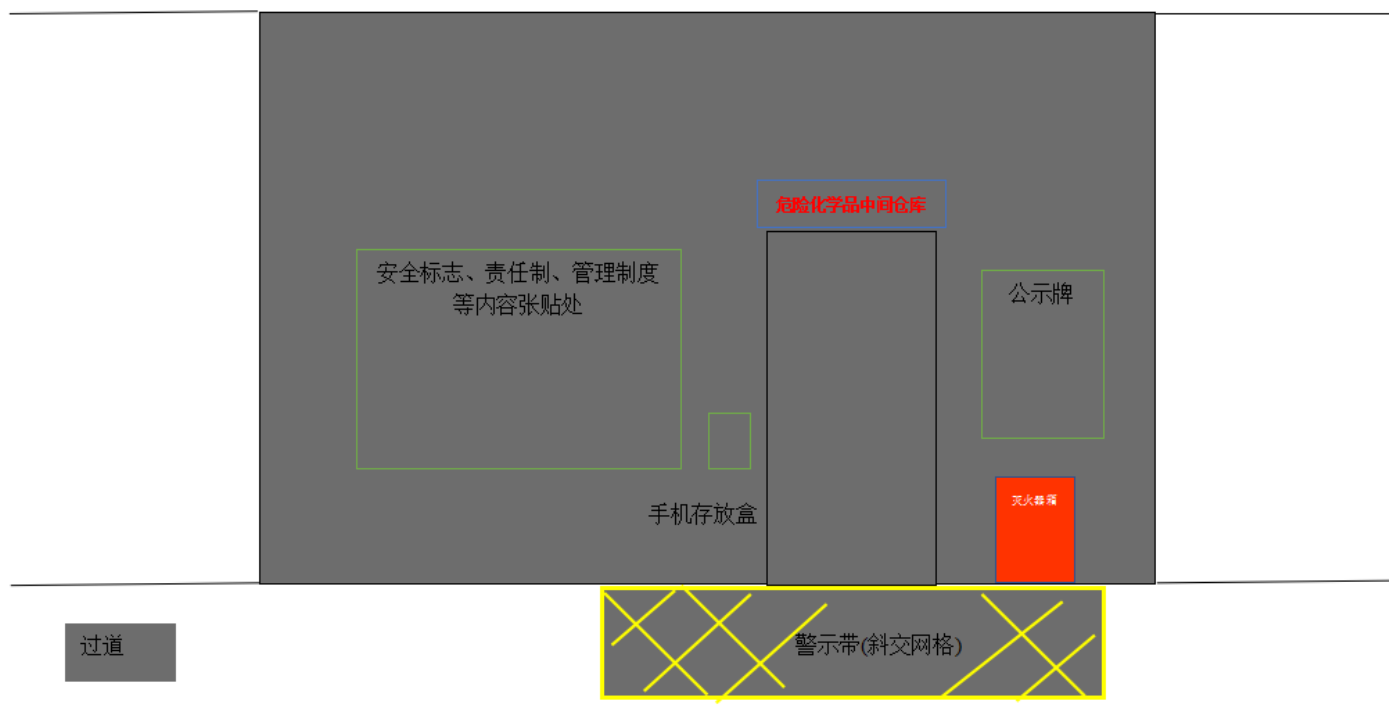 危险化学品中间仓库
安全标志、责任制、管理制度
等内容张贴处
公示牌
手机存放盒
灭火器箱
过道
警示带(斜交网格)